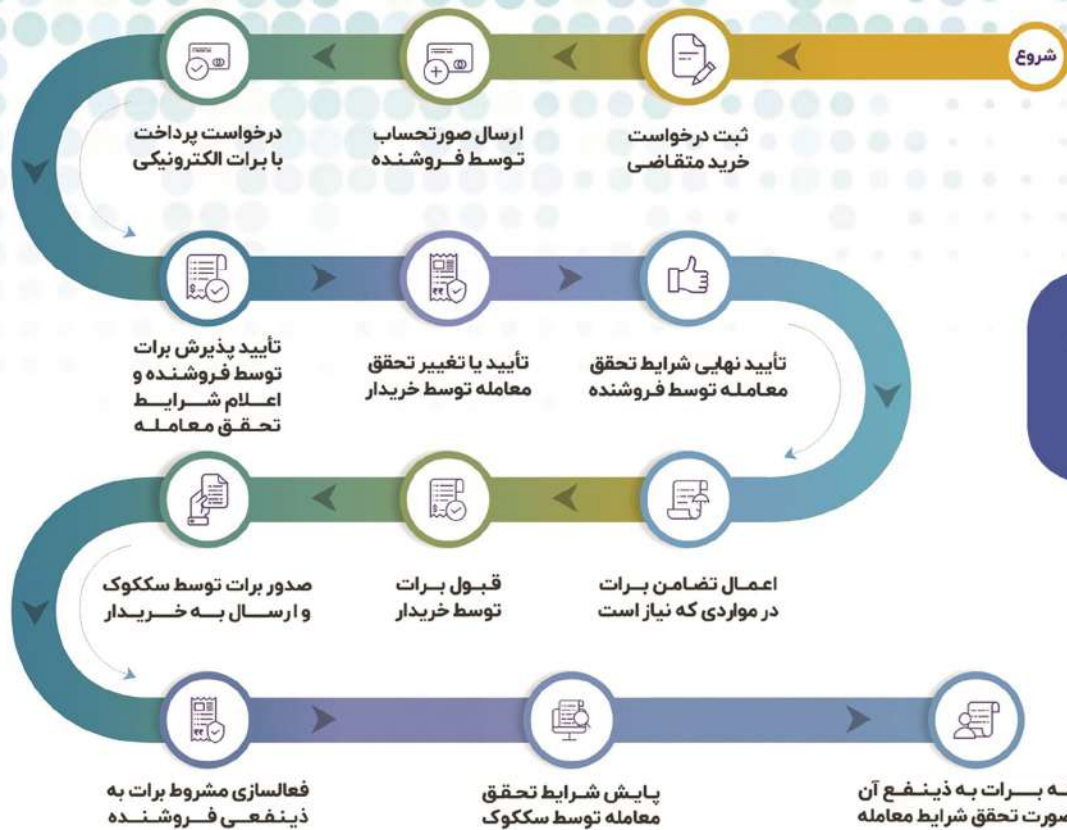 شروع
ثبت درخواست
خرید متقاضی
ارسال صورتحساب
توسط فروشنده
درخواست پرداخت
با برات الکترونیکی
تأیید پذیرش برات
توسط فروشنده و
اعلام شرایط
تحقق معامله
تأیید یا تغییر تحقق
معامله توسط خریدار
تأیید نهایی شرایط تحقق
معامله توسط فروشنده
اعمال تضامن برات
در مواردی که نیاز است
قبول برات
توسط خریدار
صدور برات توسط سککوک
و ارسال به خریدار
فعالسازی مشروط برات به
ذینفعی فروشنده
پایش شرایط تحقق
معامله توسط سککوک
برات به ذینفع آن
صورت تحقق شرایط معامله